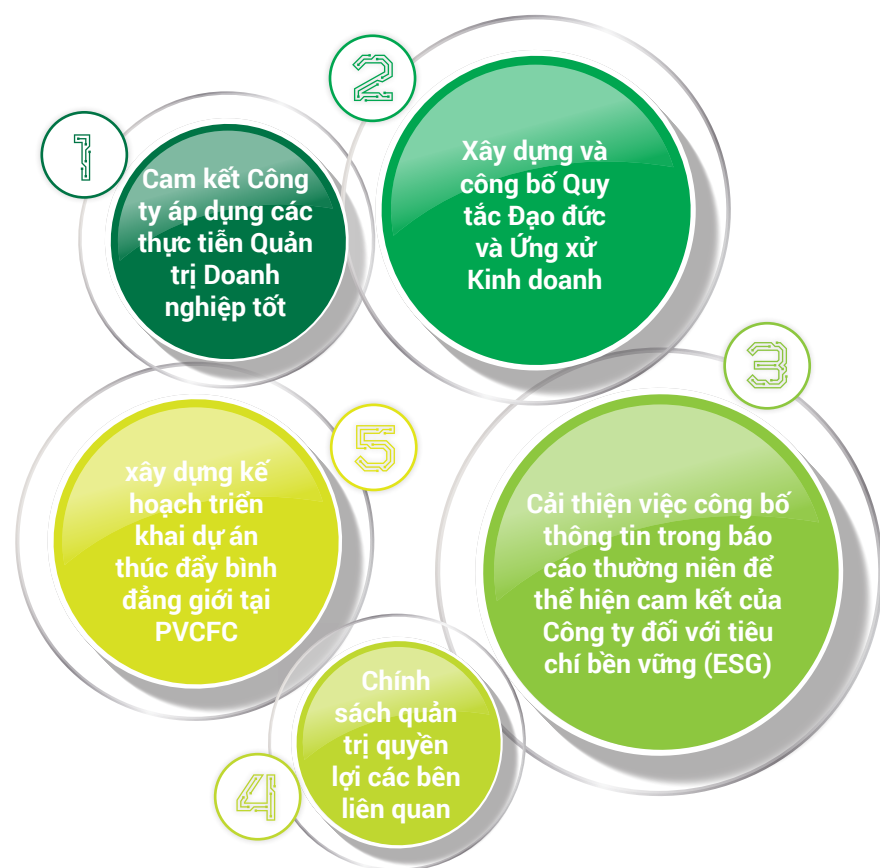 1
Cam kết Công
ty áp dụng các
thực tiễn Quản
trị Doanh
nghiệp tốt
2
Xây dựng và
công bố Quy
tắc Đạo đức
và Ứng xử
Kinh doanh
3
Cải thiện việc công bố
thông tin trong báo
cáo thường niên để
thể hiện cam kết của
Công ty đối với tiêu
chí bền vững (ESG)
4
Chính
sách quản
trị quyền
lợi các bên
liên quan
5
xây dựng kế
hoạch triển
khai dự án
thúc đẩy bình
đẳng giới tại
PVCFC